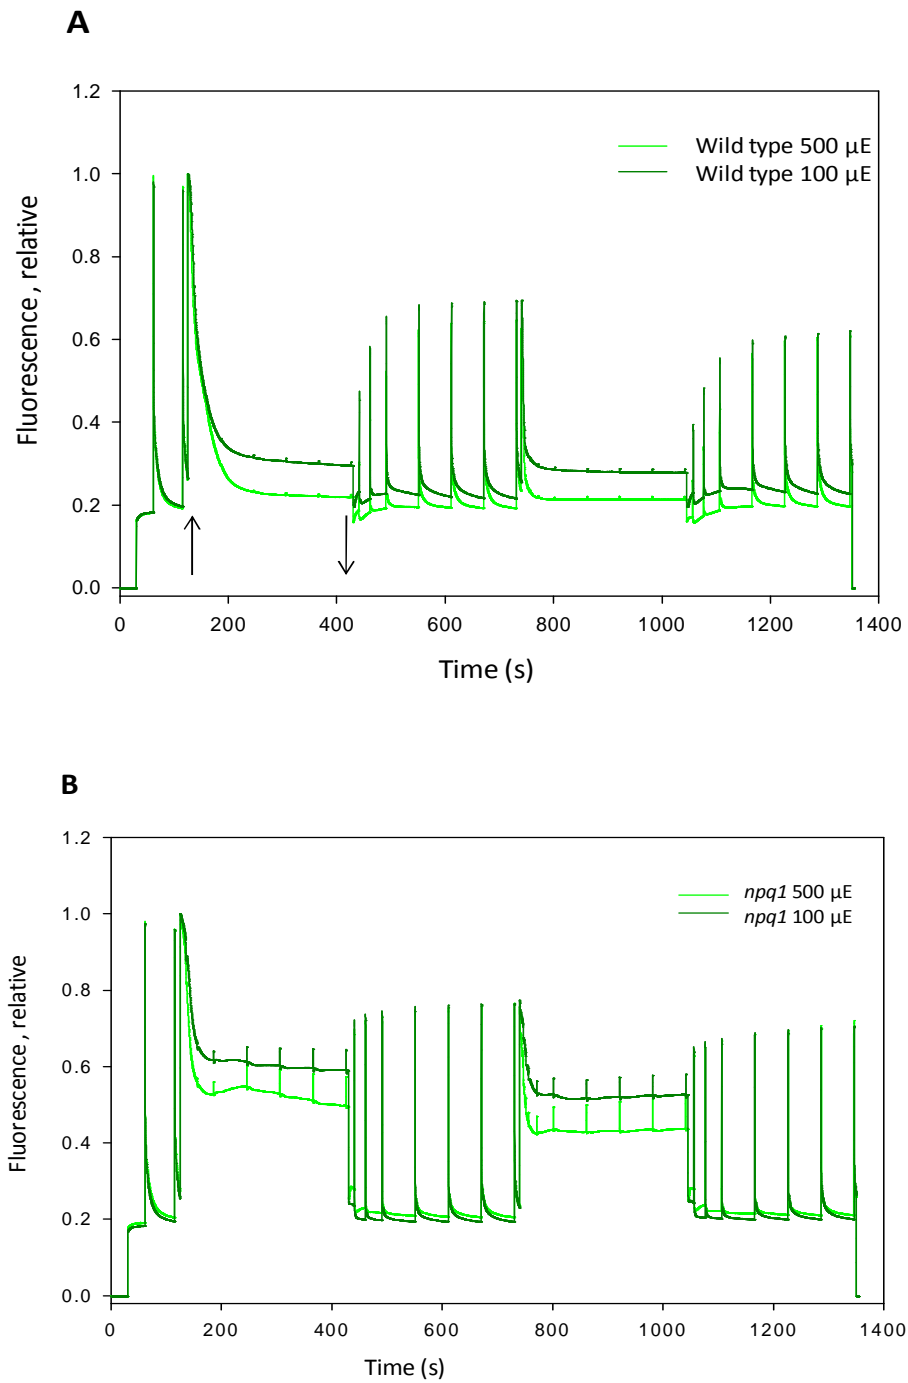 A
1.2
1.0
0.8
0.6
0.4
0.2
0.0
Fluorescence , relative
Wild type 500 µE
Wild type 100 µE
0 200 400 600 800 1000 1200 1400
Time (s)
B
1.2
1.0
0.8
0.6
0.4
0.2
0.0
Fluorescence , relative
npq1 500 µE
npq1 100 µE
0 200 400 600 800 1000 1200 1400
Time (s)